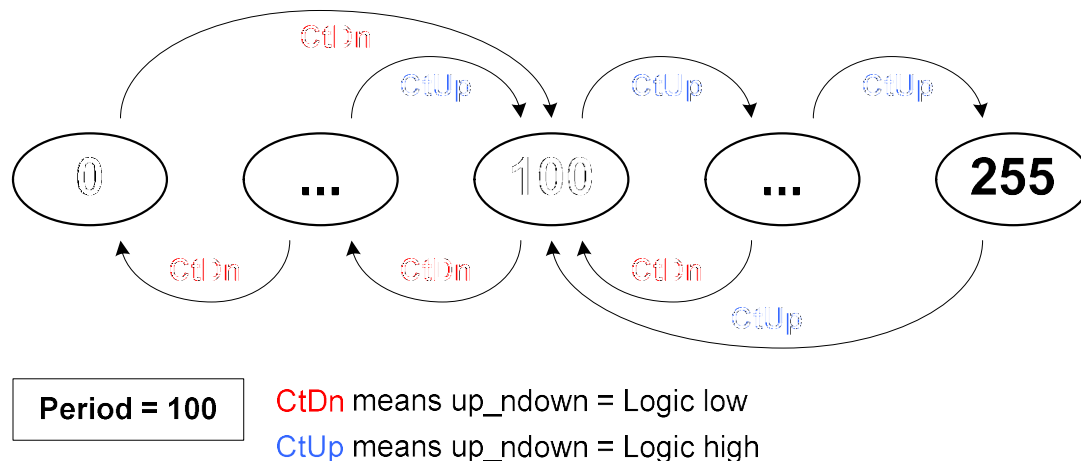 CtDn
CtUp CtUp CtUp
0 ... 100 ... 255
CtDn CtDn CtDn
CtUp
Period = 100
CtDn means up_ndown = Logic low
CtUp means up_ndown = Logic high